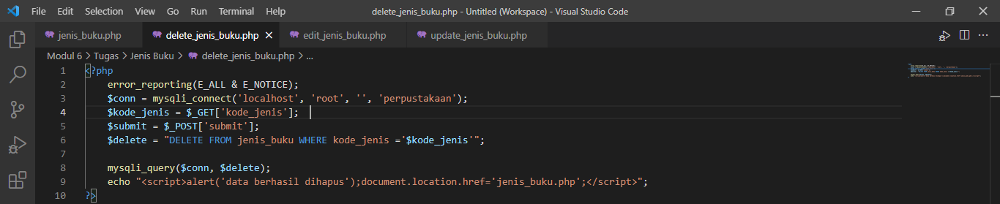 File Edit Selection View Go Run Terminal Help delete_jenis_buku.php - Untitled (Workspace) - Visual Studio Code
jenis_buku.php delete_jenis_buku.php edit_jenis_buku.php update_jenis_buku.php
Modul 6 > Tugas > Jenis Buku > delete_jenis_buku.php > ...
1 <?php
2 error_reporting(E_ALL & E_NOTICE);
3 $conn = mysqli_connect('localhost', 'root', '', 'perpustakaan');
4 $kode_jenis = $_GET['kode_jenis'];
5 $submit = $_POST['submit'];
6 $delete = "DELETE FROM jenis_buku WHERE kode_jenis ='$kode_jenis'";
7
8 mysqli_query($conn, $delete);
9 echo "<script>alert('data berhasil dihapus');document.location.href='jenis_buku.php';</script>";
10 ?>